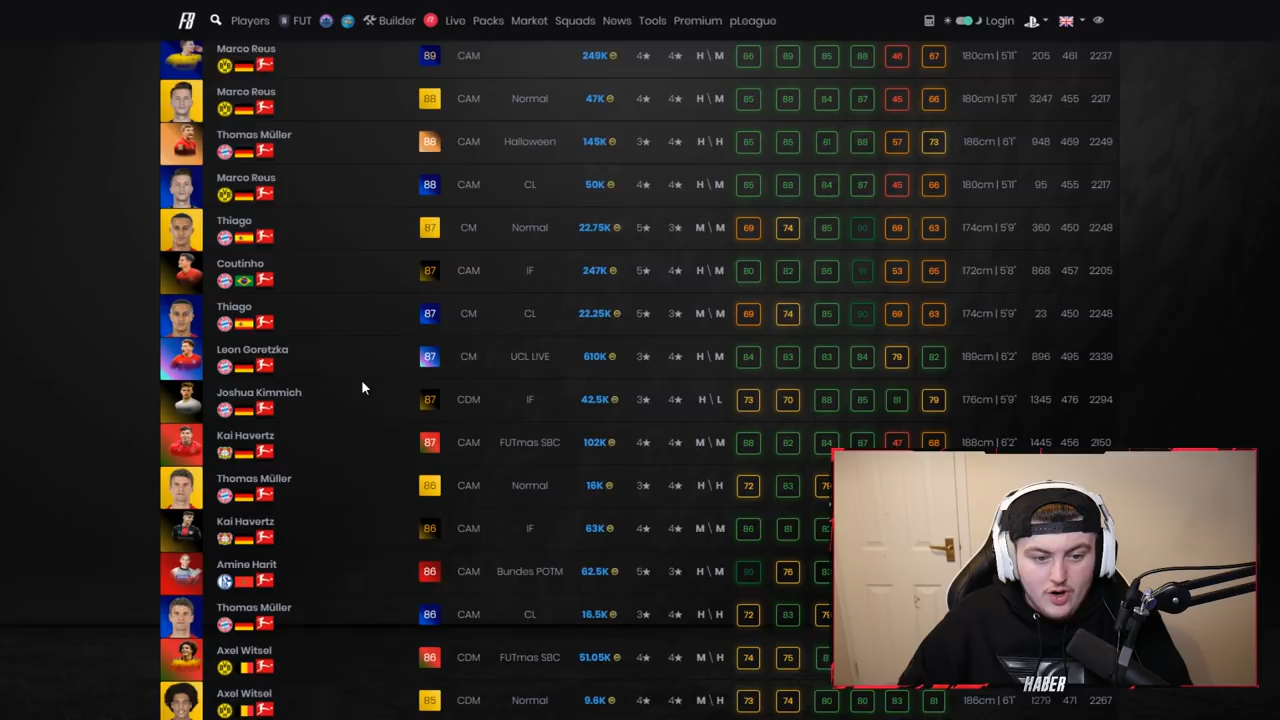 FB Players FUT Builder Live Packs Market Squads News Tools Premium pLeague Login
Marco Reus 89 CAM 249K 4★ 4★ H \ M 86 89 85 88 46 67 180cm | 5'11" 205 461 2237
Marco Reus 88 CAM Normal 47K 4★ 4★ H \ M 85 88 84 87 45 66 180cm | 5'11" 3247 455 2217
Thomas Müller 88 CAM Halloween 145K 3★ 4★ H \ H 85 85 81 88 57 73 186cm | 6'1" 948 469 2249
Marco Reus 88 CAM CL 50K 4★ 4★ H \ M 85 88 84 87 45 66 180cm | 5'11" 95 455 2217
Thiago 87 CM Normal 22.75K 5★ 3★ M \ M 69 74 85 90 69 63 174cm | 5'9" 360 450 2248
Coutinho 87 CAM IF 247K 5★ 4★ H \ M 80 82 86 91 53 65 172cm | 5'8" 868 457 2205
Thiago 87 CM CL 22.25K 5★ 3★ M \ M 69 74 85 90 69 63 174cm | 5'9" 23 450 2248
Leon Goretzka 87 CM UCL LIVE 610K 3★ 4★ H \ M 84 83 83 84 79 82 189cm | 6'2" 896 495 2339
Joshua Kimmich 87 CDM IF 42.5K 3★ 4★ H \ L 73 70 88 85 81 79 176cm | 5'9" 1345 476 2294
Kai Havertz 87 CAM FUTmas SBC 102K 4★ 4★ M \ M 88 82 84 87 47 68 188cm | 6'2" 1445 456 2150
Thomas Müller 86 CAM Normal 16K 3★ 4★ H \ H 72 83
Kai Havertz 86 CAM IF 63K 4★ 4★ M \ M 86 81
Amine Harit 86 CAM Bundes POTM 62.5K 5★ 3★ H \ M 90 76
Thomas Müller 86 CAM CL 16.5K 3★ 4★ H \ H 72 83
Axel Witsel 86 CDM FUTmas SBC 51.05K 4★ 4★ M \ M 74 75
Axel Witsel 85 CDM Normal 9.6K 4★ 4★ M \ M 73 74 80 80 83 81 186cm | 6'1" 1279 471 2267
HABER